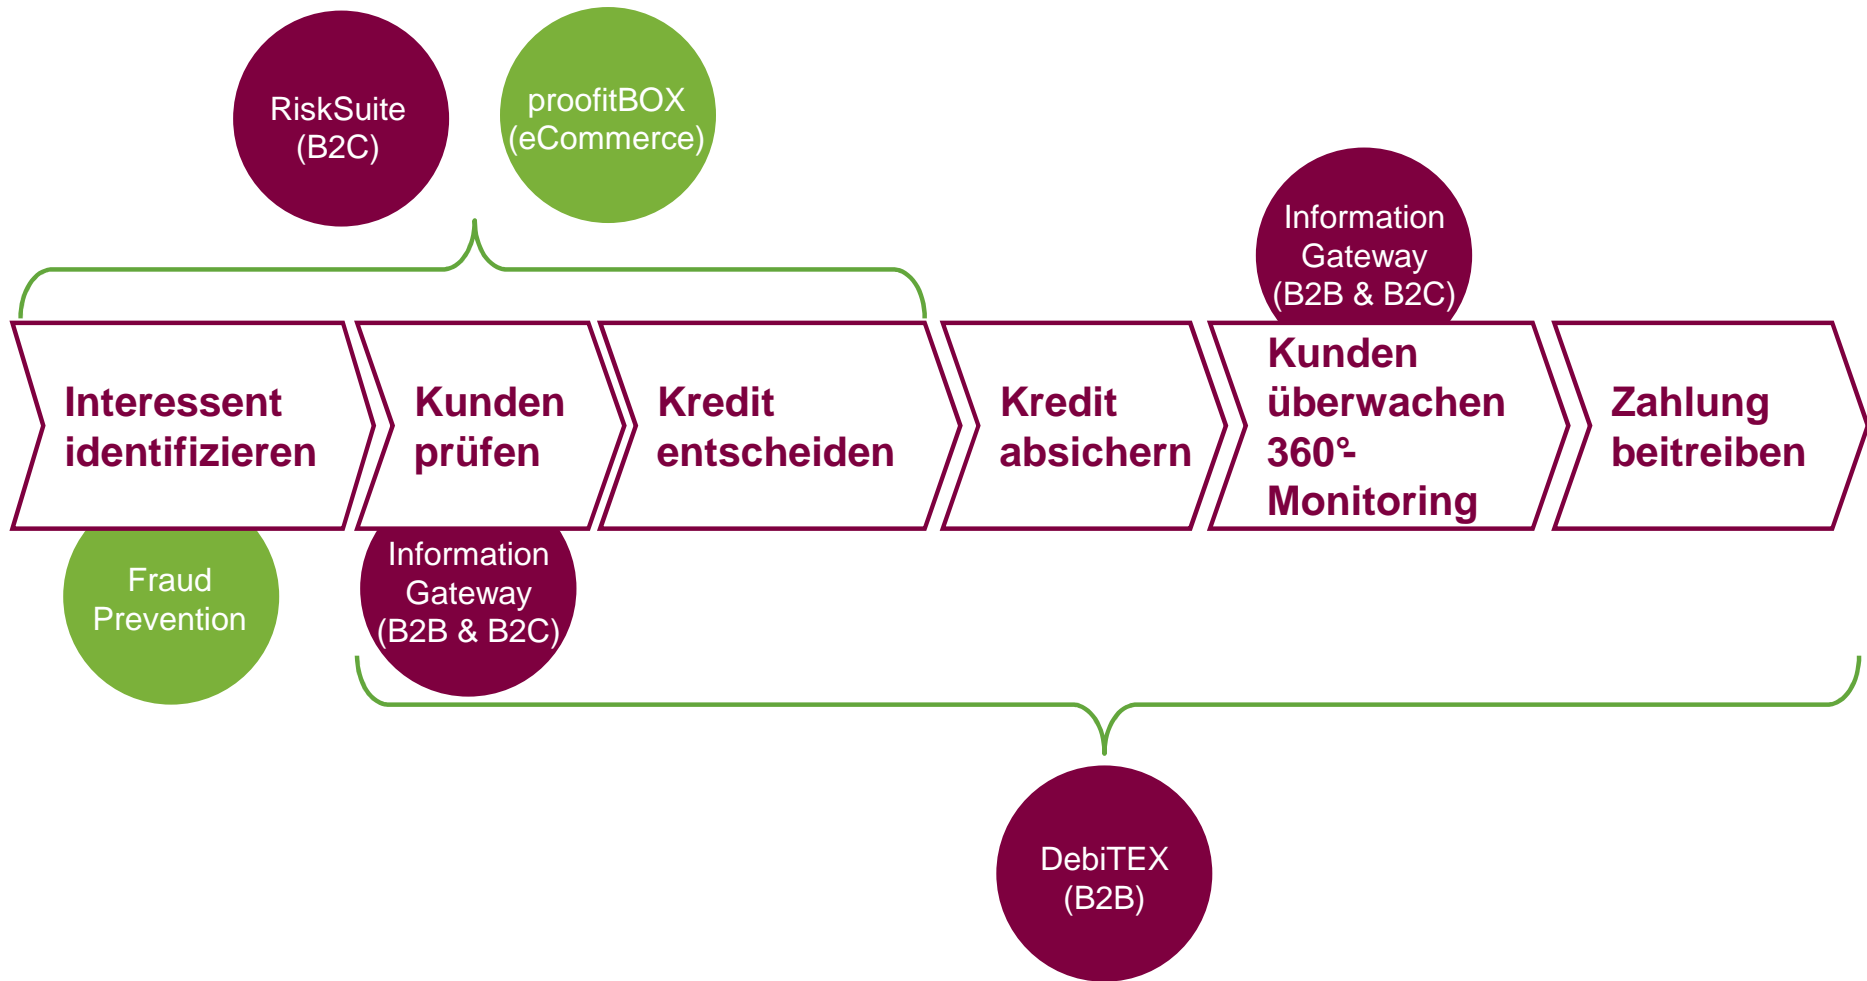 RiskSuite
(B2C)
proofitBOX
(eCommerce)
Information
Gateway
(B2B & B2C)
Interessent
identifizieren
Kunden
prüfen
Kredit
entscheiden
Kredit
absichern
Kunden
überwachen
360°-
Monitoring
Zahlung
beitreiben
Fraud
Prevention
Information
Gateway
(B2B & B2C)
DebiTEX
(B2B)